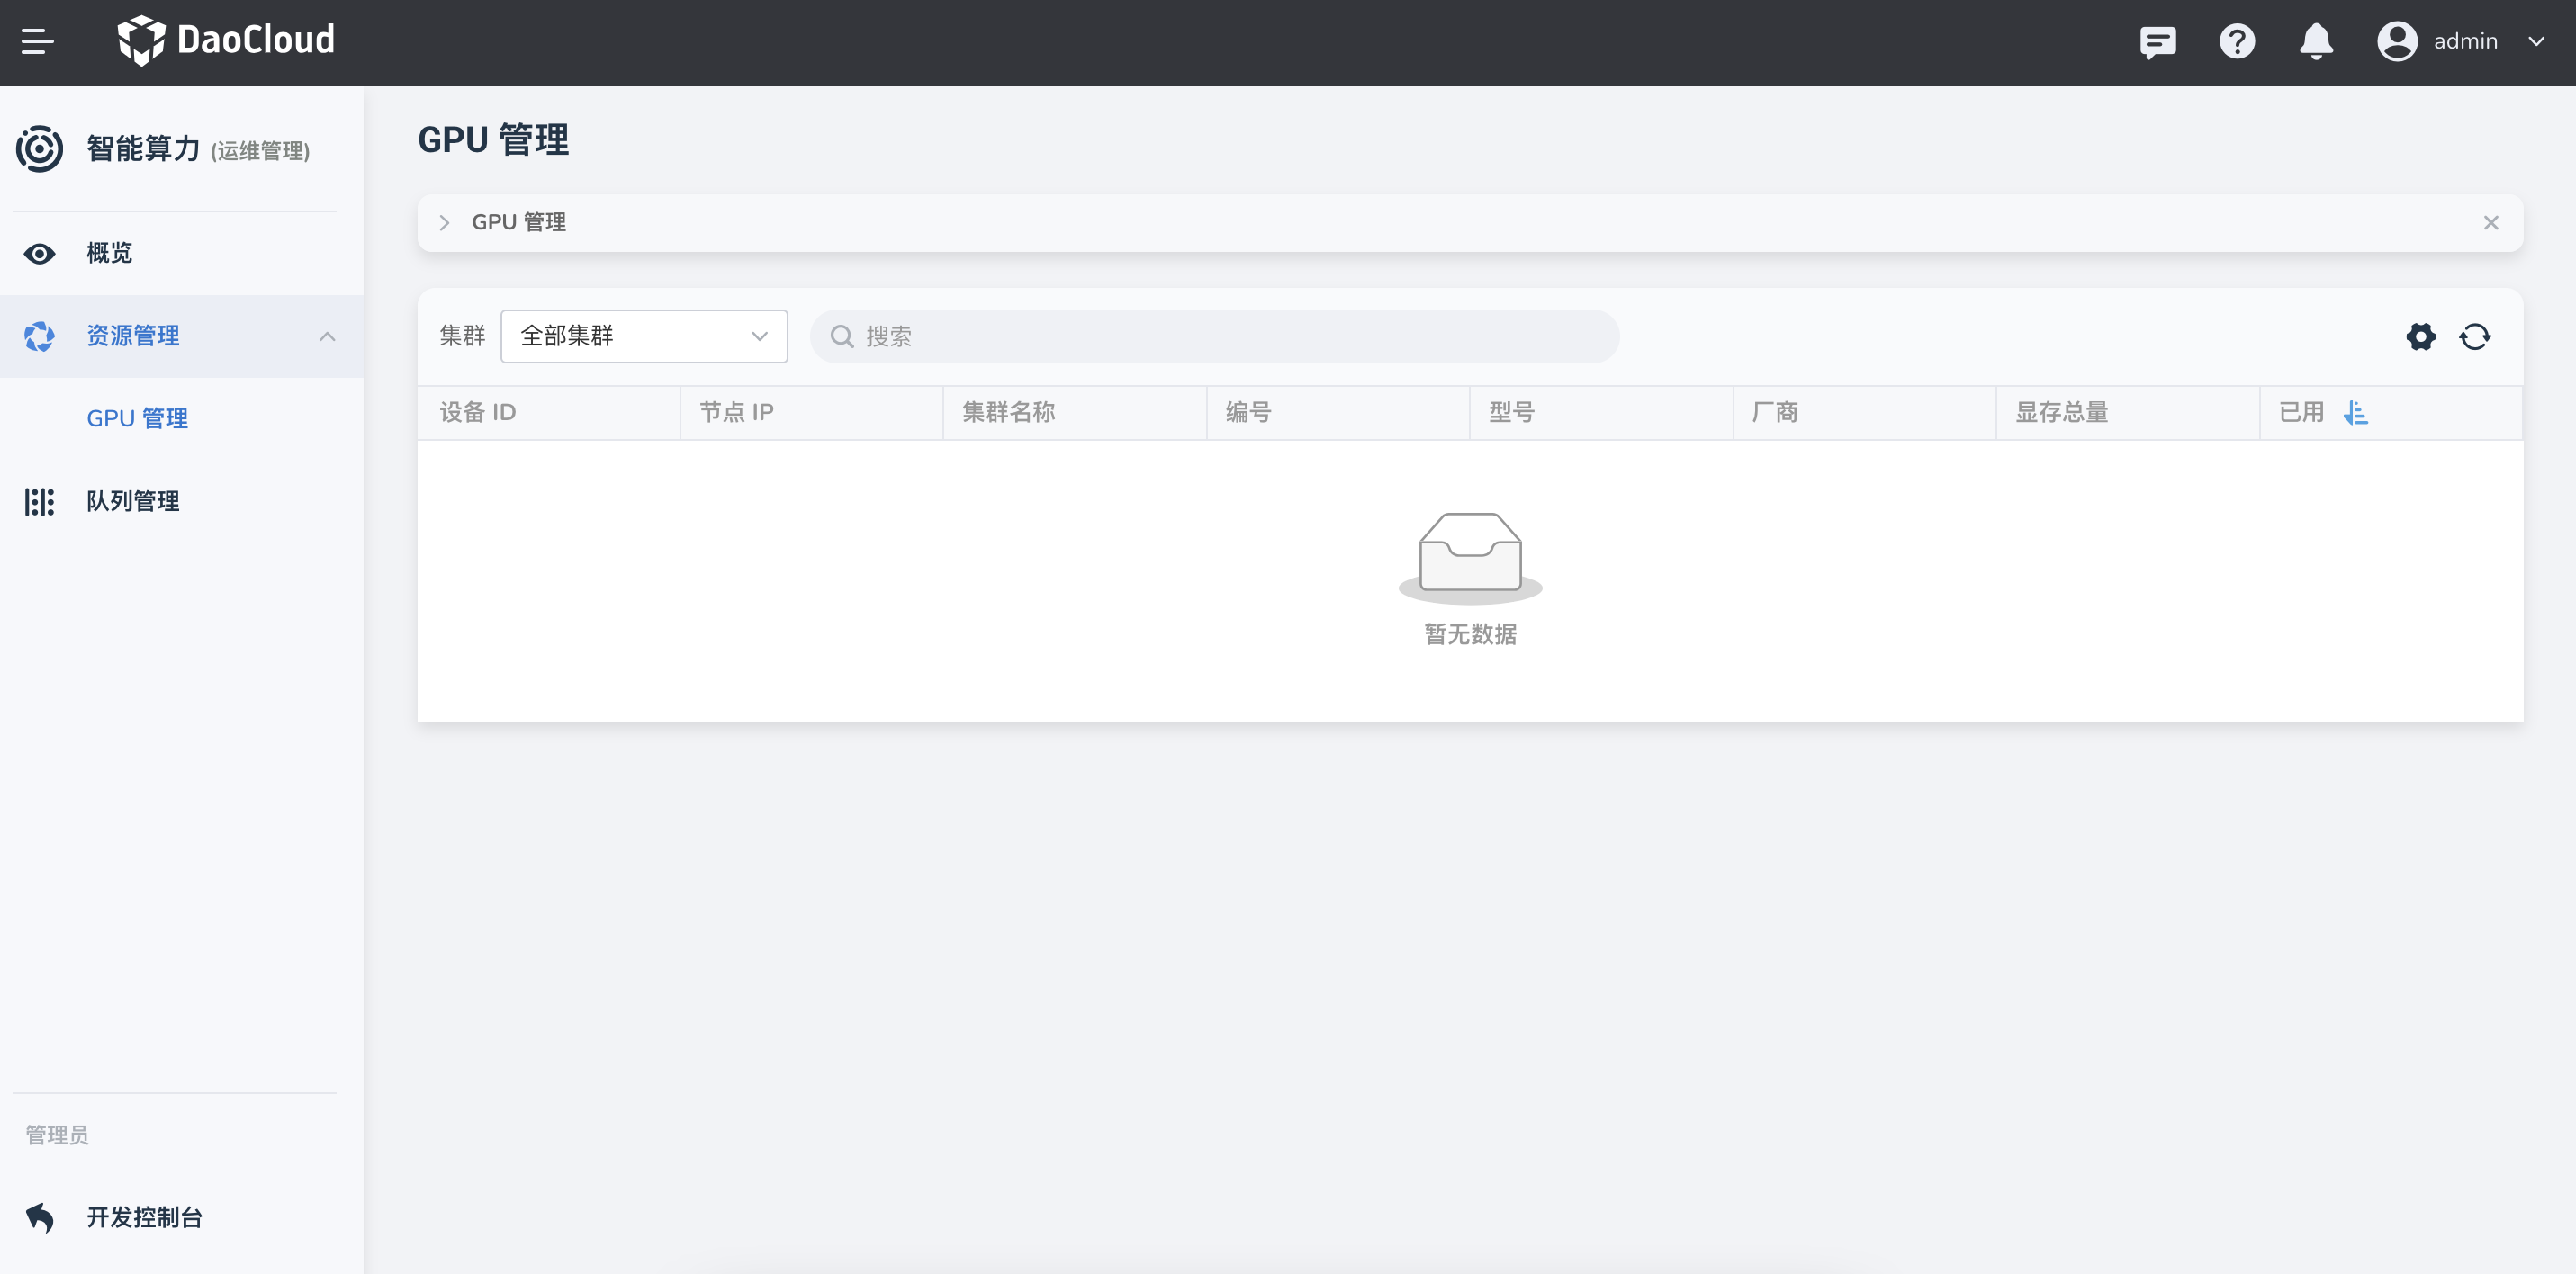 DaoCloud
admin
智能算力 (运维管理)
概览
资源管理
GPU 管理
队列管理
管理员
开发控制台
GPU 管理
GPU 管理
集群 全部集群 搜索
设备 ID 节点 IP 集群名称 编号 型号 厂商 显存总量 已用
暂无数据